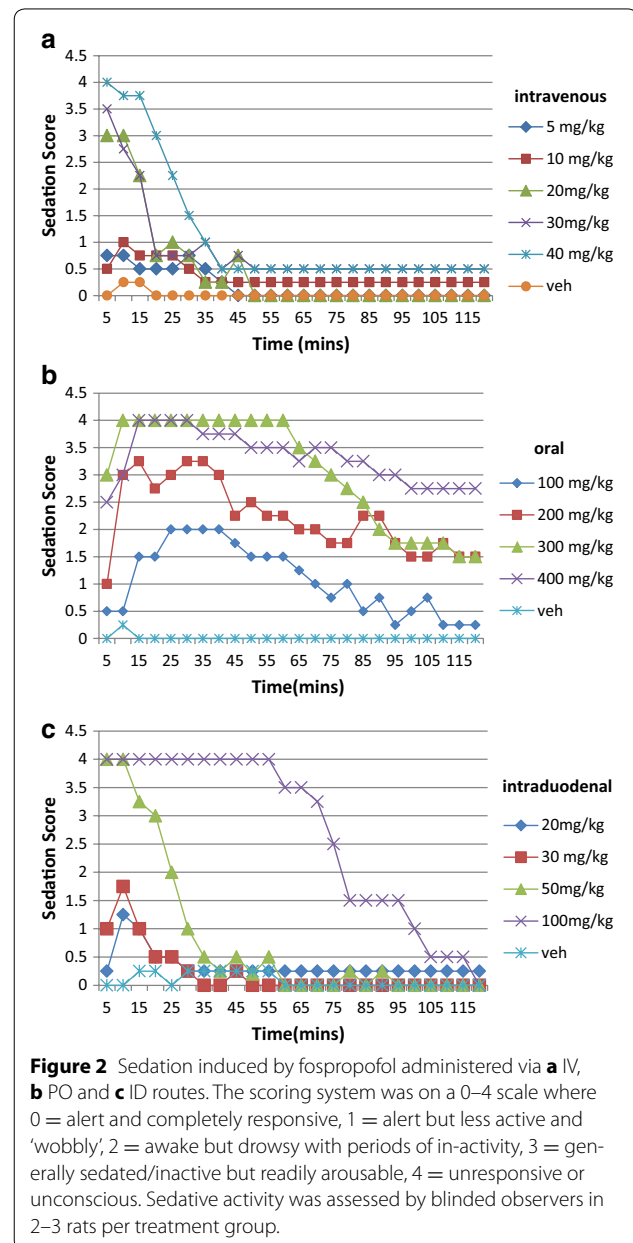 a
4.5
4
3.5
3
2.5
2
1.5
1
0.5
0
Sedation Score
5 15 25 35 45 55 65 75 85 95 105 115
Time (mins)
intravenous
5 mg/kg
10 mg/kg
20mg/kg
30mg/kg
40 mg/kg
veh
b
4.5
4
3.5
3
2.5
2
1.5
1
0.5
0
Sedation Score
5 15 25 35 45 55 65 75 85 95 105 115
Time(mins)
oral
100 mg/kg
200 mg/kg
300 mg/kg
400 mg/kg
veh
c
4.5
4
3.5
3
2.5
2
1.5
1
0.5
0
Sedation Score
5 15 25 35 45 55 65 75 85 95 105 115
Time(mins)
intraduodenal
20mg/kg
30 mg/kg
50mg/kg
100mg/kg
veh
Figure 2 Sedation induced by fospropofol administered via a IV,
b PO and c ID routes. The scoring system was on a 0–4 scale where
0 = alert and completely responsive, 1 = alert but less active and
‘wobbly’, 2 = awake but drowsy with periods of in-activity, 3 = gen-
erally sedated/inactive but readily arousable, 4 = unresponsive or
unconscious. Sedative activity was assessed by blinded observers in
2–3 rats per treatment group.